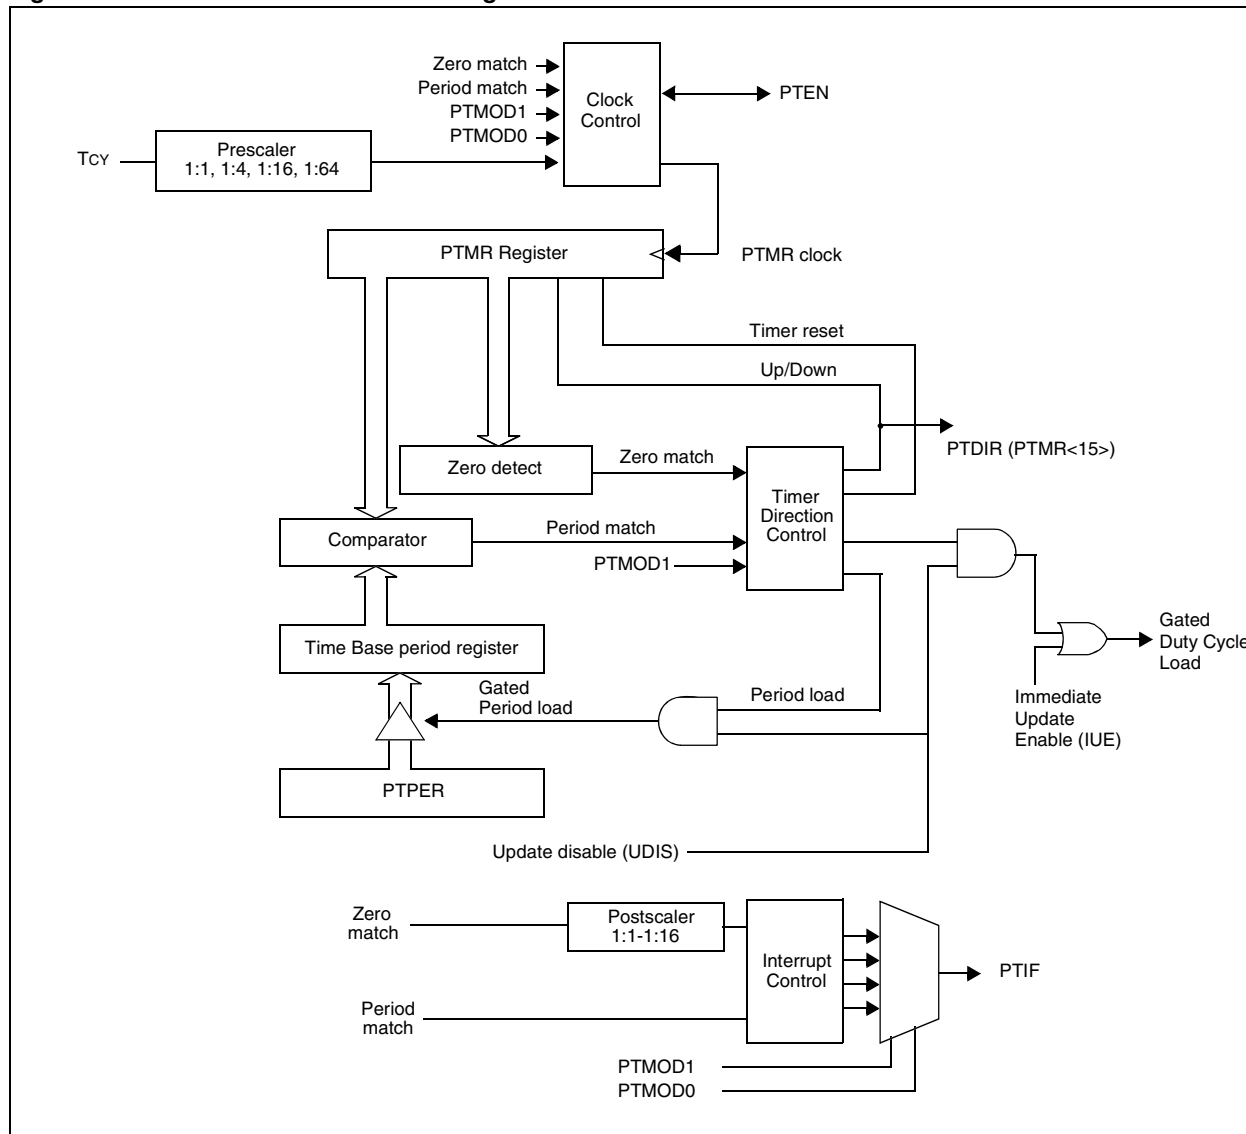 Zero match
Period match
PTMOD1
PTMOD0
Clock
Control
PTEN
TCY
Prescaler
1:1, 1:4, 1:16, 1:64
PTMR Register
PTMR clock
Timer reset
Up/Down
PTDIR (PTMR<15>)
Zero detect
Zero match
Timer
Direction
Control
Comparator
Period match
PTMOD1
Time Base period register
Gated
Period load
Period load
Gated
Duty Cycle
Load
Immediate
Update
Enable (IUE)
PTPER
Update disable (UDIS)
Zero
match
Postscaler
1:1-1:16
Interrupt
Control
PTIF
Period
match
PTMOD1
PTMOD0